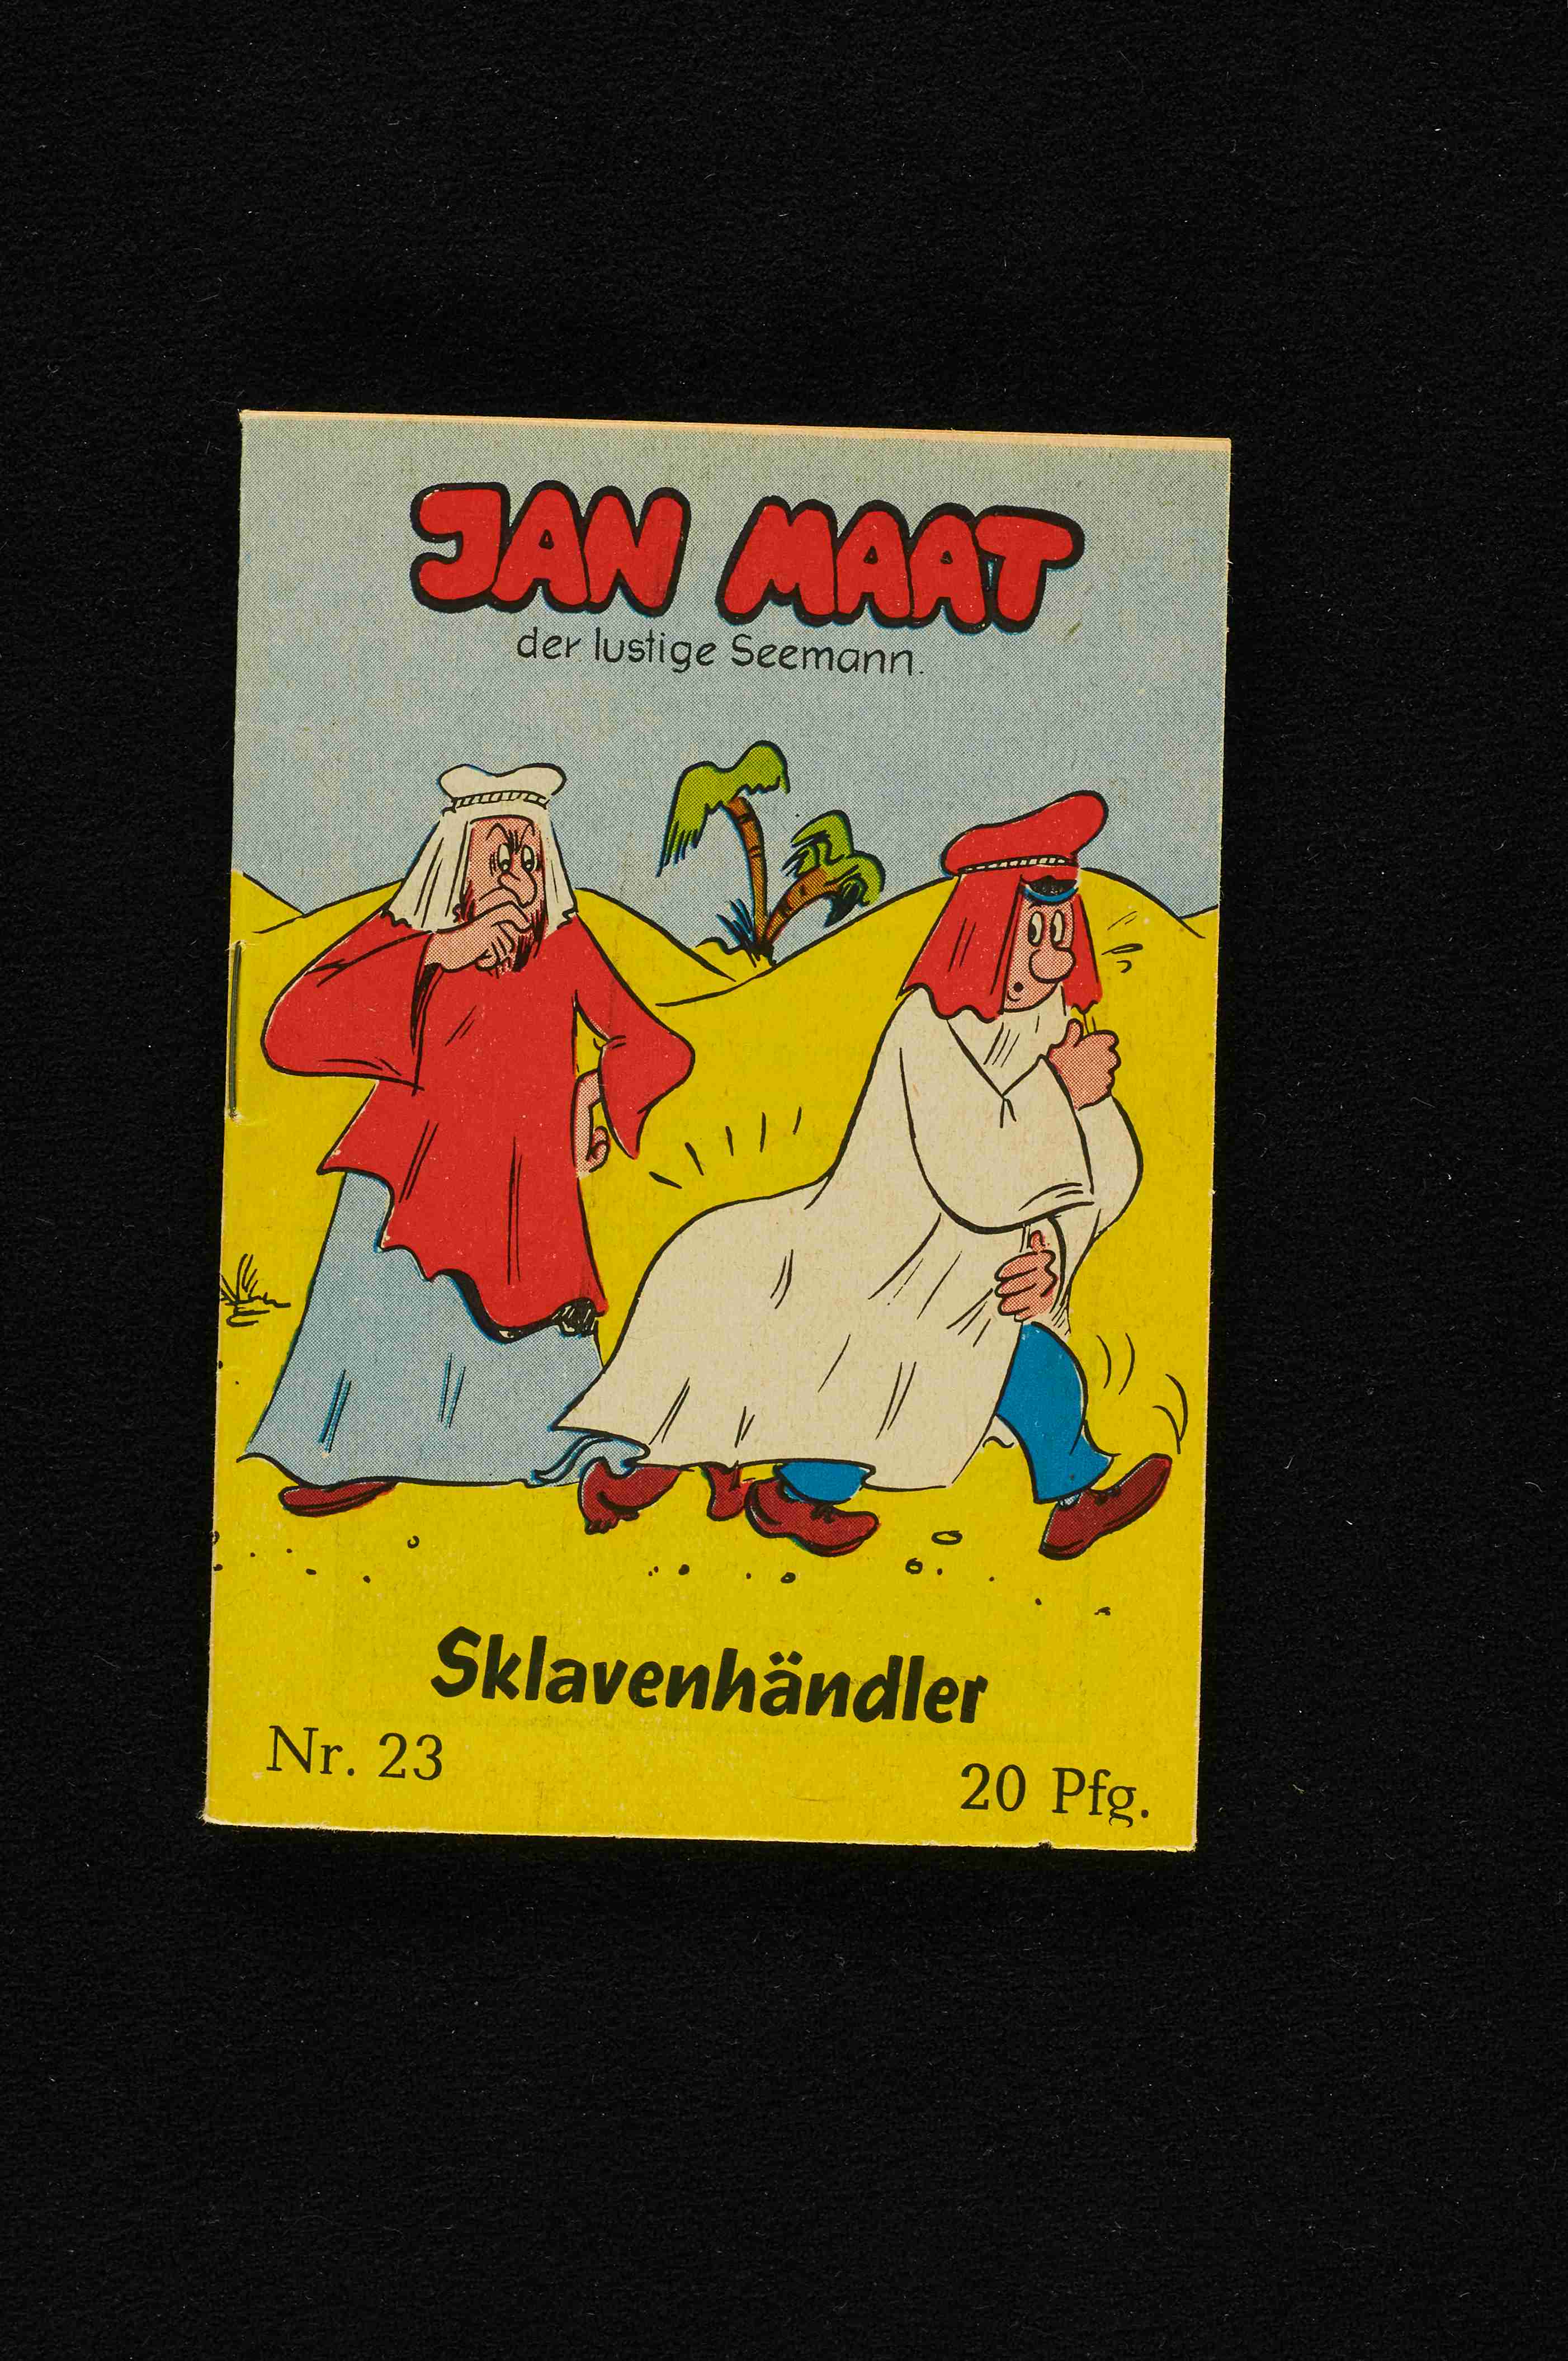 JAN MAAT
der lustige Seemann.
Sklavenhändler
Nr. 23
20 Pfg.